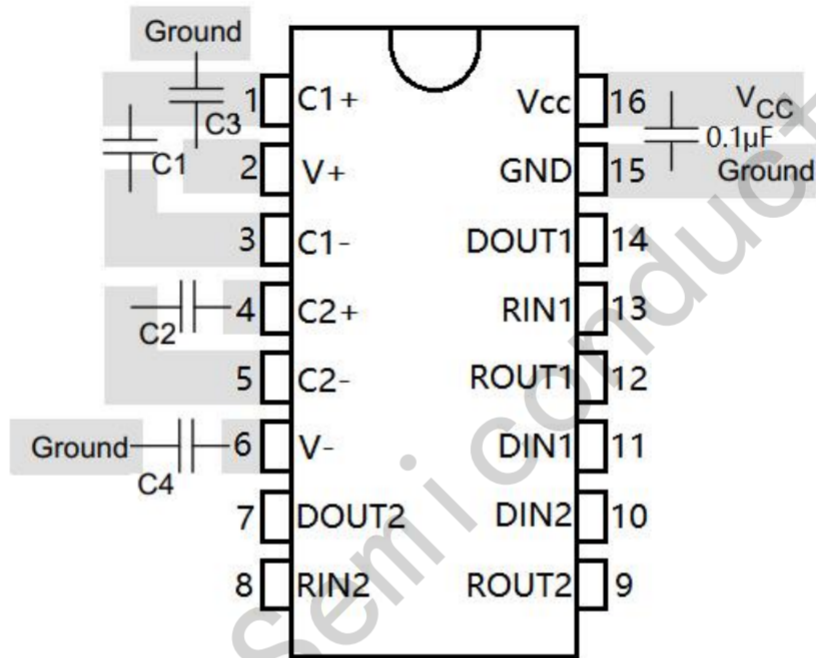 Ground
1 C1+ Vcc 16 VCC
C3
C1 0.1μF
2 V+ GND 15 Ground
3 C1- DOUT1 14
4 C2+ RIN1 13
C2
5 C2- ROUT1 12
Ground 6 V- DIN1 11
C4
7 DOUT2 DIN2 10
8 RIN2 ROUT2 9
Semiconduct